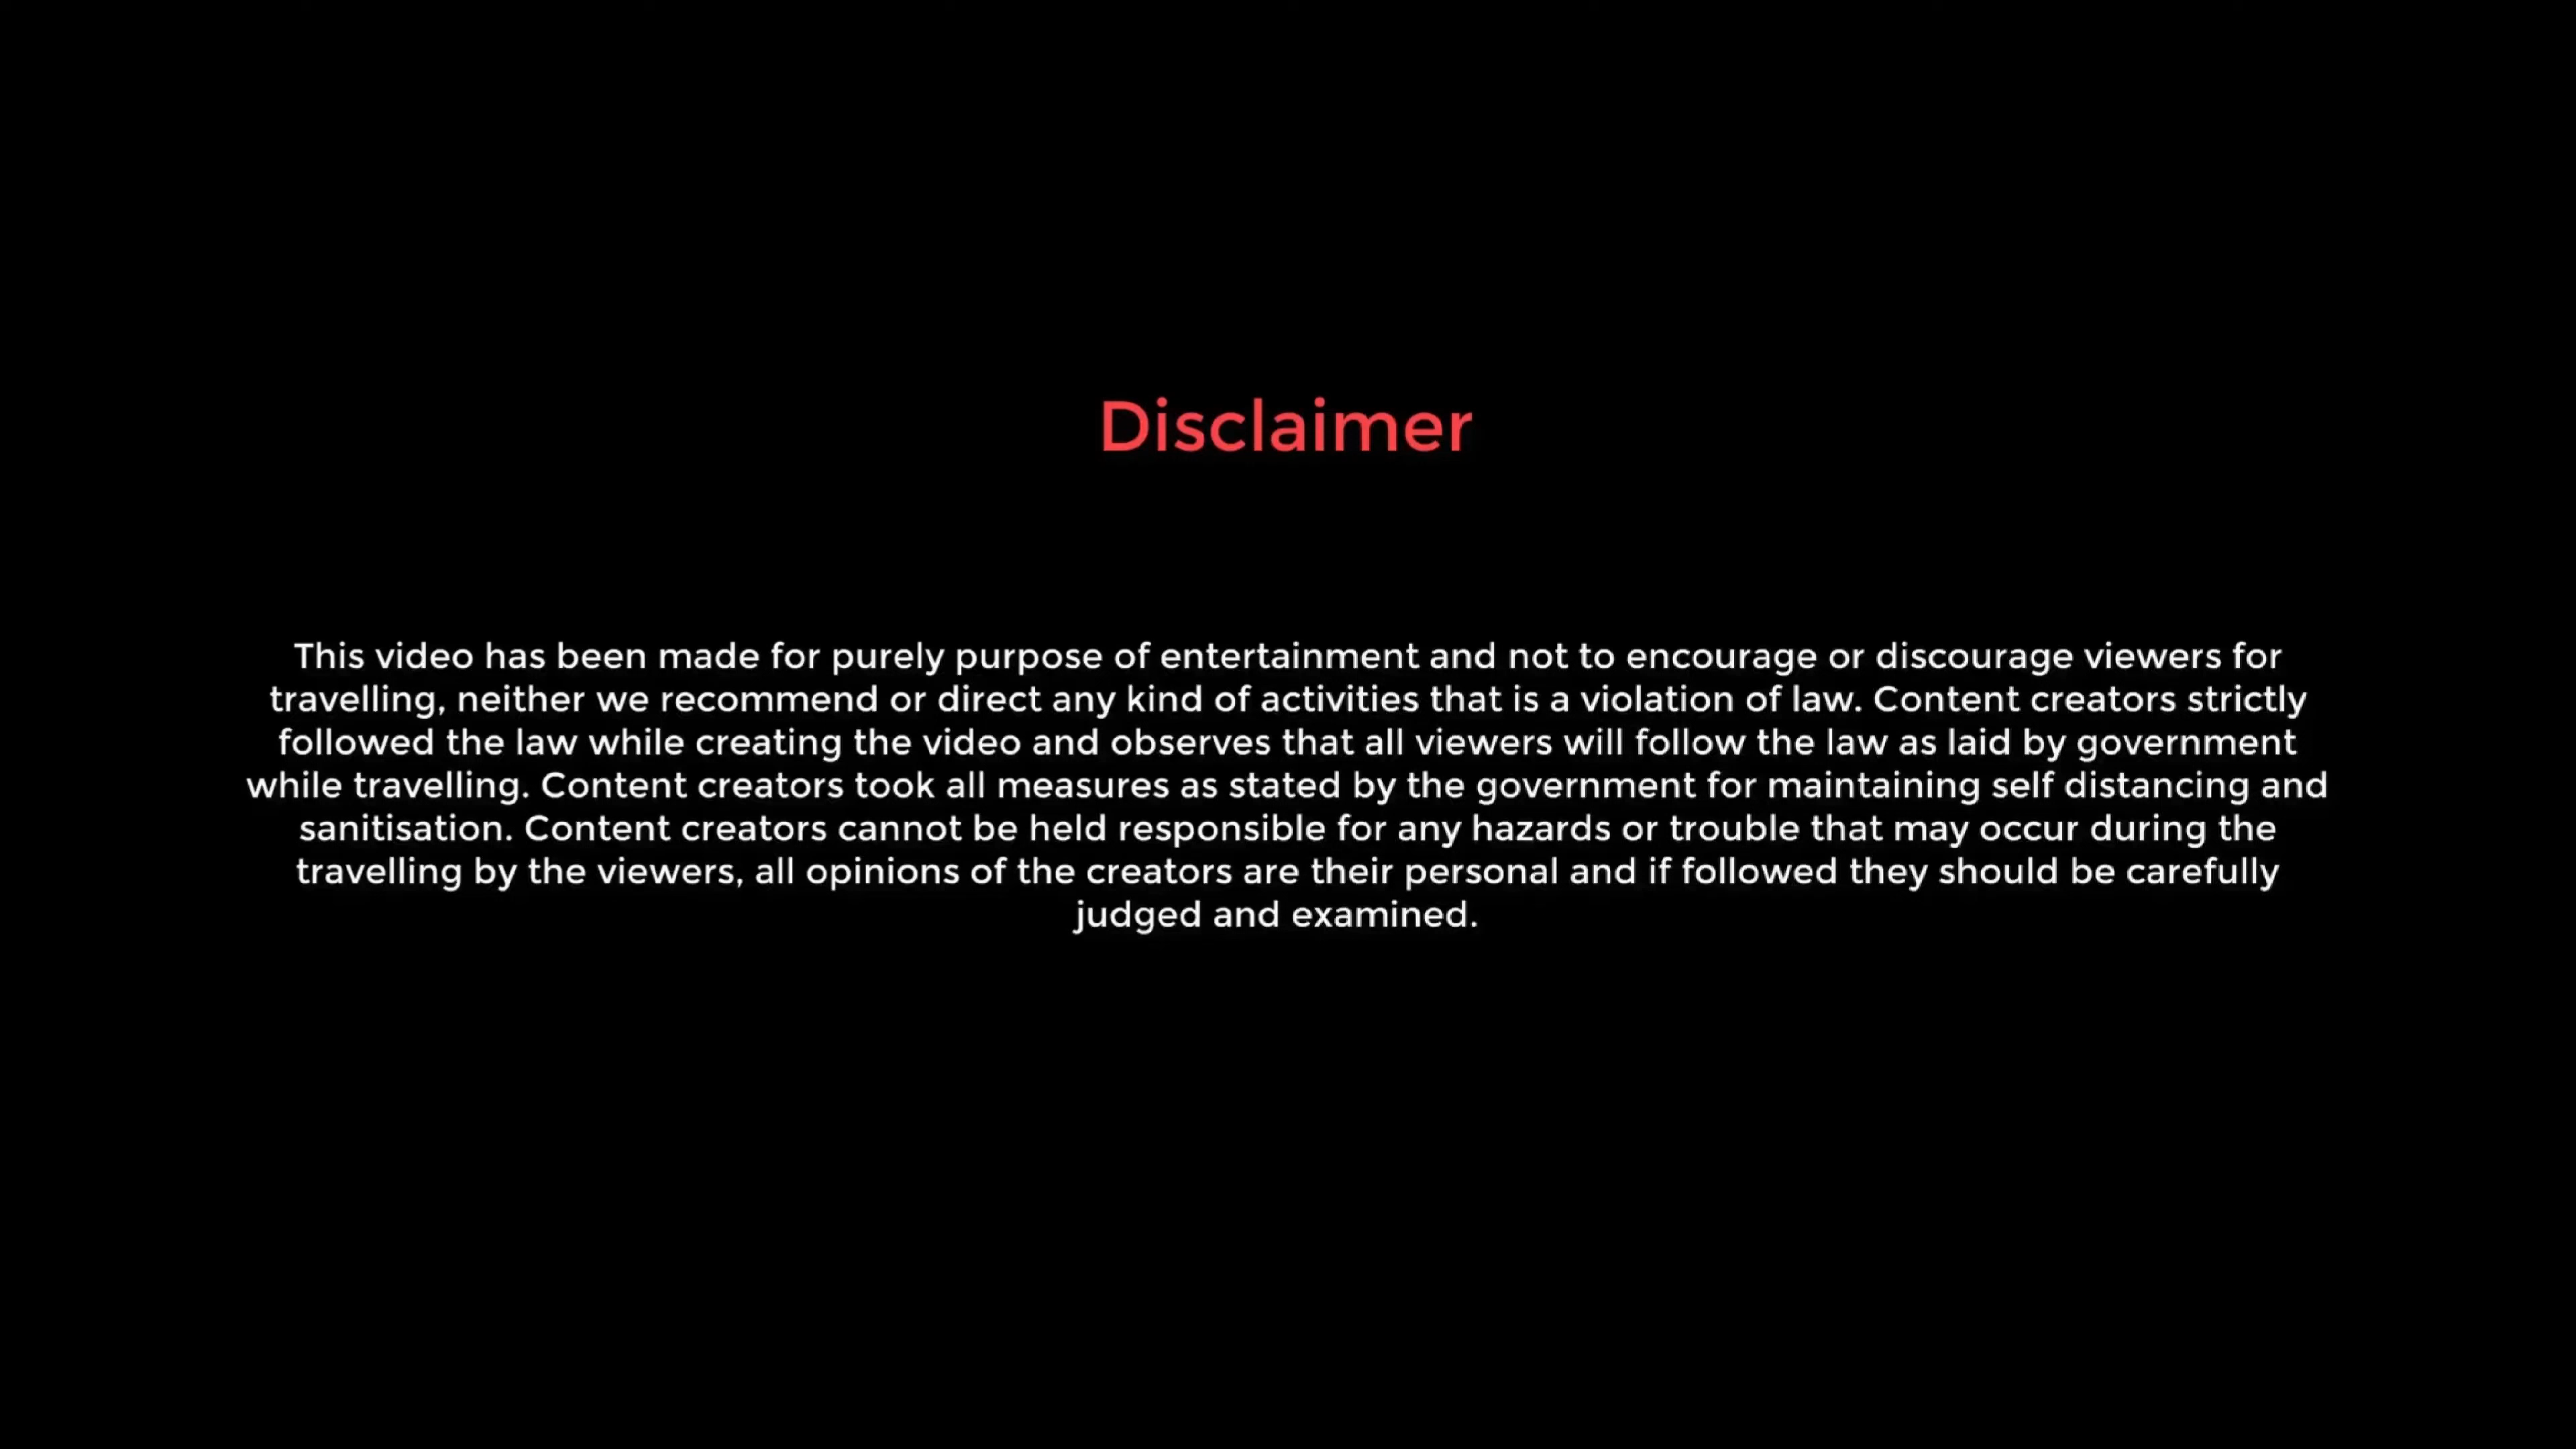 Disclaimer
This video has been made for purely purpose of entertainment and not to encourage or discourage viewers for
travelling, neither we recommend or direct any kind of activities that is a violation of law. Content creators strictly
followed the law while creating the video and observes that all viewers will follow the law as laid by government
while travelling. Content creators took all measures as stated by the government for maintaining self distancing and
sanitisation. Content creators cannot be held responsible for any hazards or trouble that may occur during the
travelling by the viewers, all opinions of the creators are their personal and if followed they should be carefully
judged and examined.